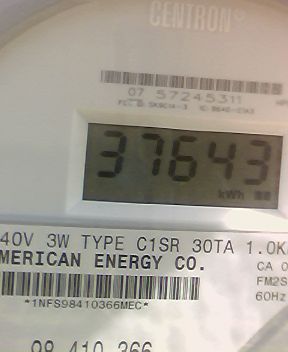 CENTRON
07 57245311
37643
kWh
40V 3W TYPE C1SR 30TA 1.0K
MERICAN ENERGY CO.
CA 0
FM2S
60Hz
*1NFS98410366MEC*
98 410 366